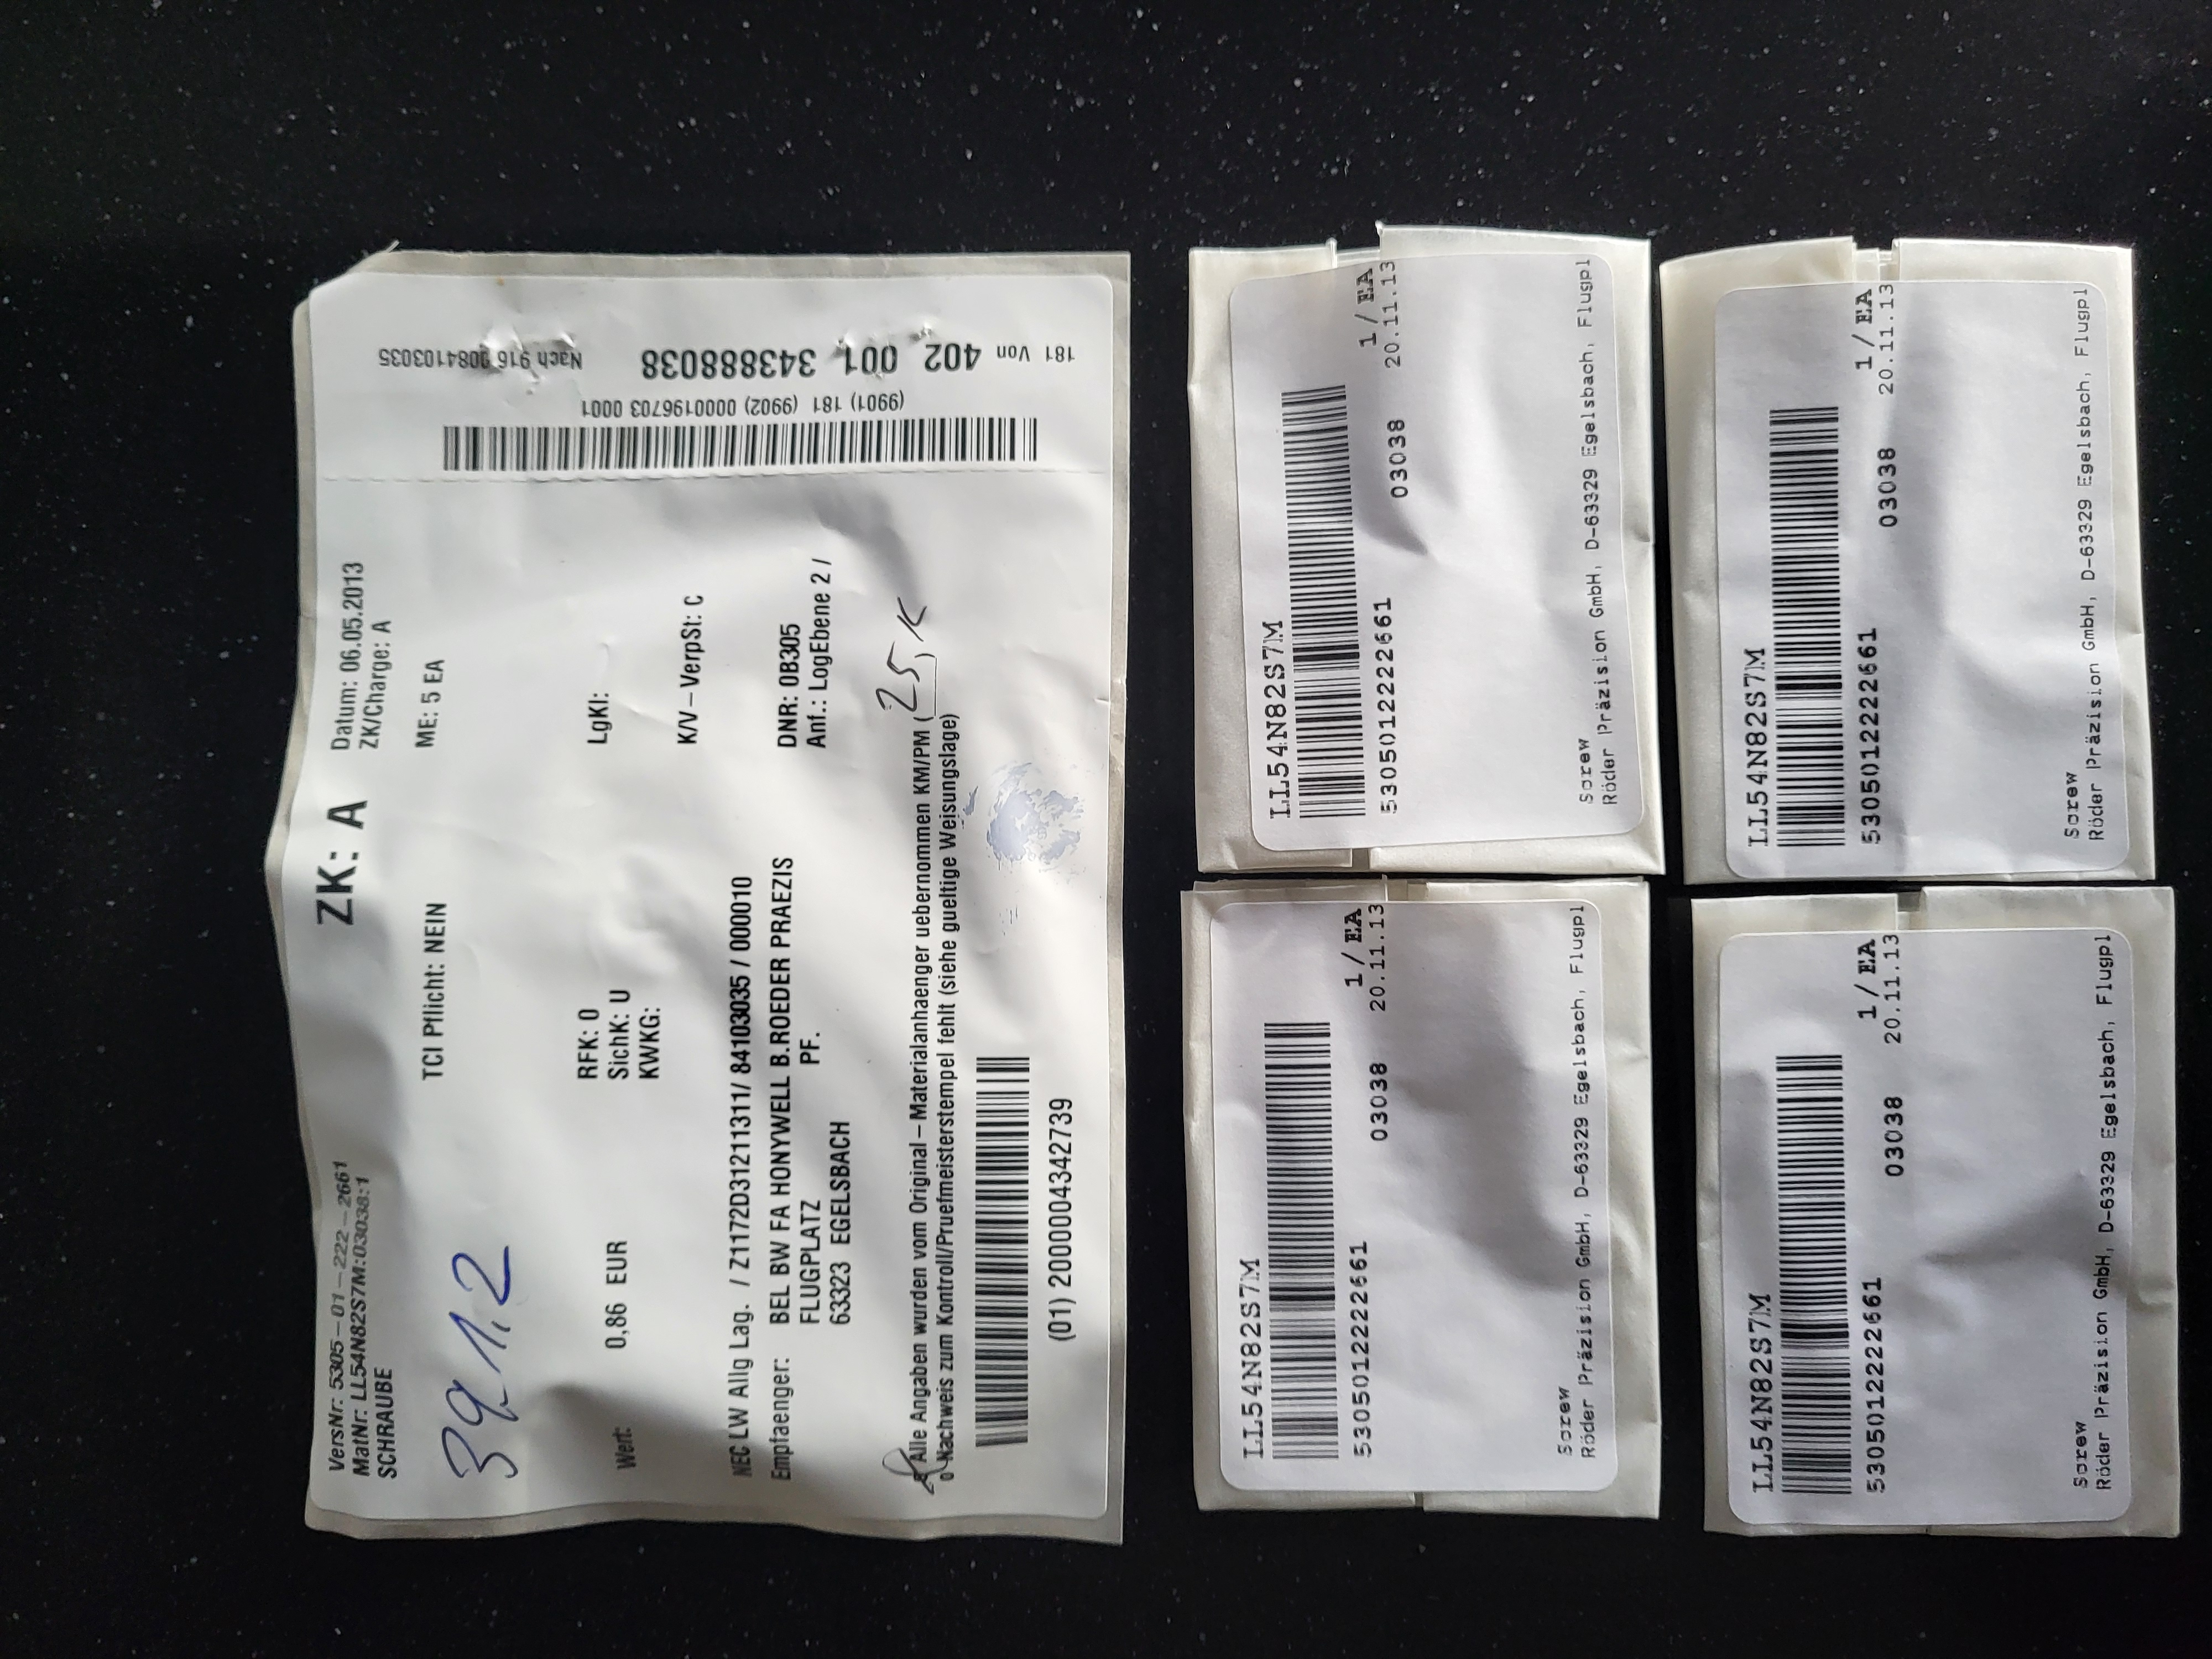 VersNr: 5305-01-222-2661
MatNr: LL54N82S7M:03038:1
SCHRAUBE
ZK: A
Datum: 06.05.2013
ZK/Charge: A
TCI Pflicht: NEIN
ME: 5 EA
391.2
Wert: 0,86 EUR
RFK: 0
SichK: U
KWKG:
LgKl:
K/V-VerpSt: C
NEC LW Allg Lag. / Z1172D31211311/ 84103035 / 000010
Empfaenger: BEL BW FA HONYWELL B.ROEDER PRAEZIS
FLUGPLATZ PF.
63323 EGELSBACH
DNR: 0B305
Anf.: LogEbene 2 /
Alle Angaben wurden vom Original-Materialanhaenger uebernommen KM/PM (25,
o Nachweis zum Kontroll/Pruefmeisterstempel fehlt (siehe gueltige Weisungslage)
(01) 2000004342739
181 Von 402 001 343888038 Nach 916 0084103035
(9901) 181 (9902) 0000196703 0001
LL54N82S7M
5305012222661 03038 1/EA
20.11.13
Screw
Röder Präzision GmbH, D-63329 Egelsbach, Flugpl
LL54N82S7M
5305012222661 03038 1/EA
20.11.13
Screw
Röder Präzision GmbH, D-63329 Egelsbach, Flugpl
LL54N82S7M
5305012222661 03038 1/EA
20.11.13
Screw
Röder Präzision GmbH, D-63329 Egelsbach, Flugpl
LL54N82S7M
5305012222661 03038 1/EA
20.11.13
Screw
Röder Präzision GmbH, D-63329 Egelsbach, Flugpl